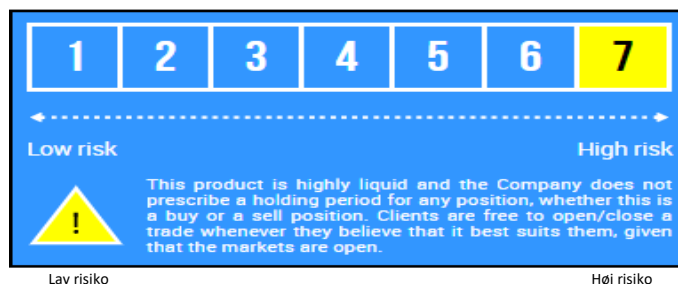 1 2 3 4 5 6 7
Low risk High risk
This product is highly liquid and the Company does not
prescribe a holding period for any position, whether this is
! a buy or a sell position. Clients are free to open/close a
trade whenever they believe that it best suits them, given
that the markets are open.
Lav risiko Høj risiko